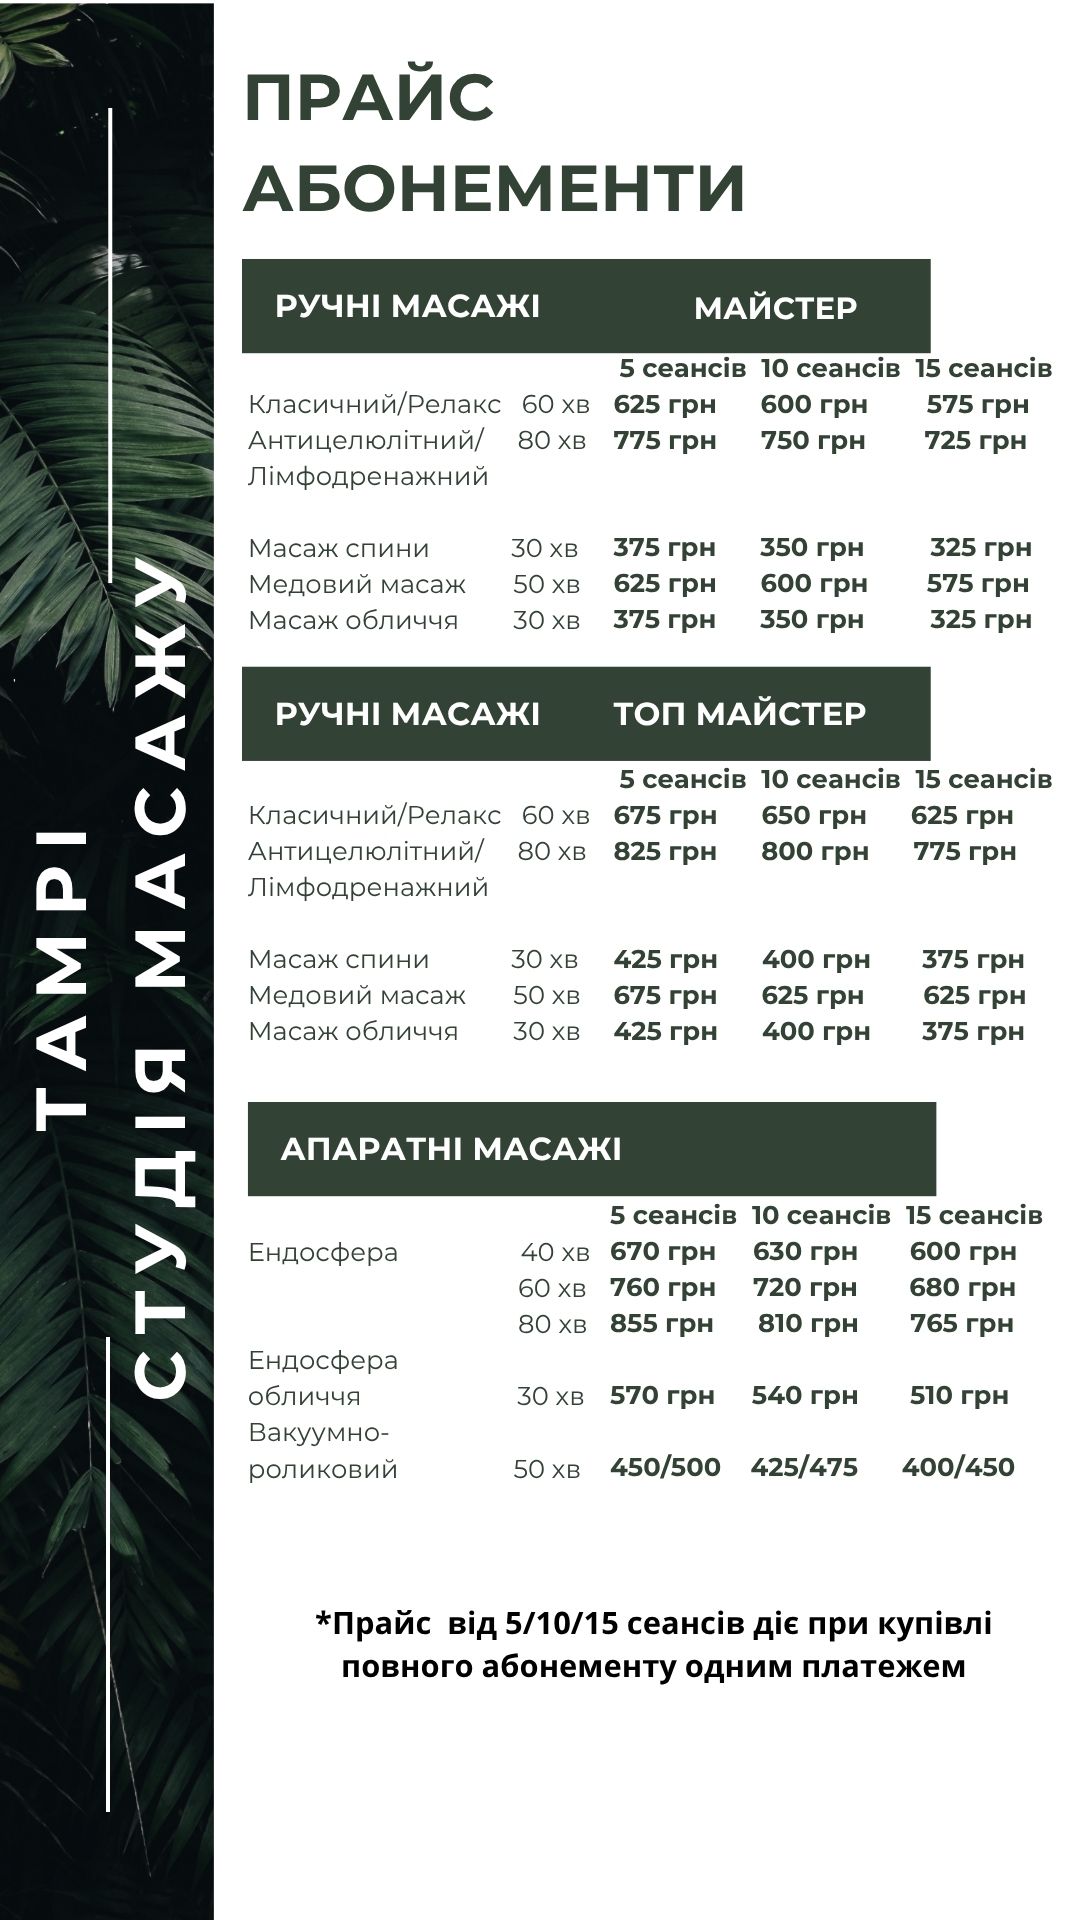 ТАМРІ
СТУДІЯ МАСАЖУ
ПРАЙС
АБОНЕМЕНТИ
РУЧНІ МАСАЖІ МАЙСТЕР
5 сеансів 10 сеансів 15 сеансів
Класичний/Релакс 60 хв 625 грн 600 грн 575 грн
Антицелюлітний/ 80 хв 775 грн 750 грн 725 грн
Лімфодренажний
Масаж спини 30 хв 375 грн 350 грн 325 грн
Медовий масаж 50 хв 625 грн 600 грн 575 грн
Масаж обличчя 30 хв 375 грн 350 грн 325 грн
РУЧНІ МАСАЖІ ТОП МАЙСТЕР
5 сеансів 10 сеансів 15 сеансів
Класичний/Релакс 60 хв 675 грн 650 грн 625 грн
Антицелюлітний/ 80 хв 825 грн 800 грн 775 грн
Лімфодренажний
Масаж спини 30 хв 425 грн 400 грн 375 грн
Медовий масаж 50 хв 675 грн 625 грн 625 грн
Масаж обличчя 30 хв 425 грн 400 грн 375 грн
АПАРАТНІ МАСАЖІ
5 сеансів 10 сеансів 15 сеансів
Ендосфера 40 хв 670 грн 630 грн 600 грн
60 хв 760 грн 720 грн 680 грн
80 хв 855 грн 810 грн 765 грн
Ендосфера
обличчя 30 хв 570 грн 540 грн 510 грн
Вакуумно-
роликовий 50 хв 450/500 425/475 400/450
*Прайс від 5/10/15 сеансів діє при купівлі
повного абонементу одним платежем